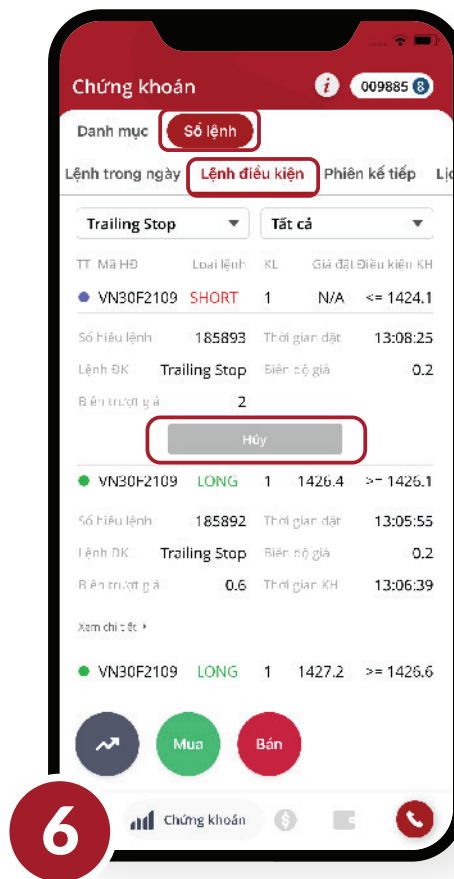 Chứng khoán i 009885 8
Danh mục Sổ lệnh
Lệnh trong ngày Lệnh điều kiện Phiên kế tiếp Lị
Trailing Stop Tất cả
TT Mã HĐ Loại lệnh KL Giá đặt Điều kiện KH
VN30F2109 SHORT 1 N/A <= 1424.1
Số hiệu lệnh 185893 Thời gian đặt 13:08:25
Lệnh ĐK Trailing Stop Biên độ giá 0.2
Biên trượt giá 2
Hủy
VN30F2109 LONG 1 1426.4 >= 1426.1
Số hiệu lệnh 185892 Thời gian đặt 13:05:55
Lệnh ĐK Trailing Stop Biên độ giá 0.2
Biên trượt giá 0.6 Thời gian KH 13:06:39
Xem chi tiết
VN30F2109 LONG 1 1427.2 >= 1426.6
Mua Bán
6 Chứng khoán $